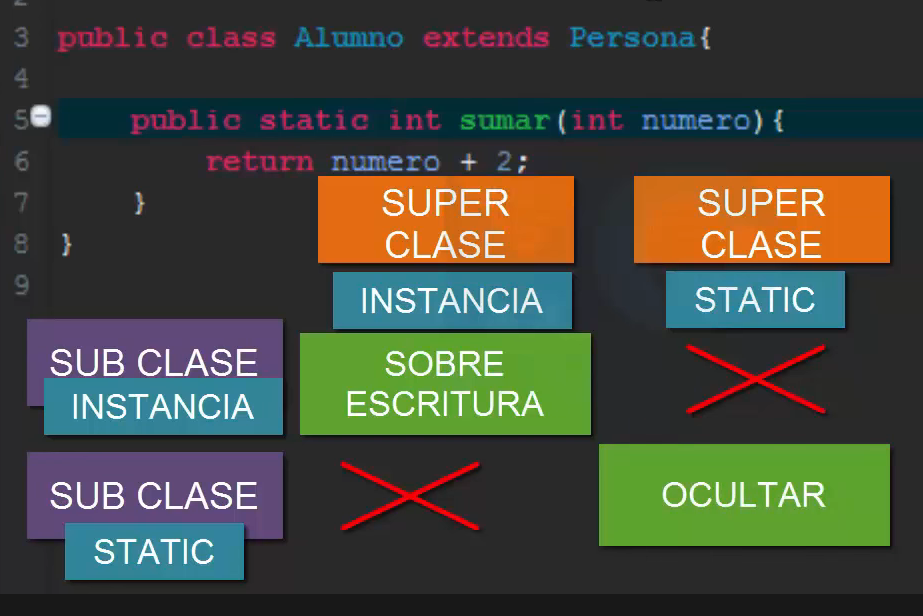 2
3 public class Alumno extends Persona{
4
5 public static int sumar(int numero){
6 return numero + 2;
7 }
8 }
9
SUPER
CLASE
SUPER
CLASE
INSTANCIA
STATIC
SUB CLASE
INSTANCIA
SOBRE
ESCRITURA
SUB CLASE
STATIC
OCULTAR